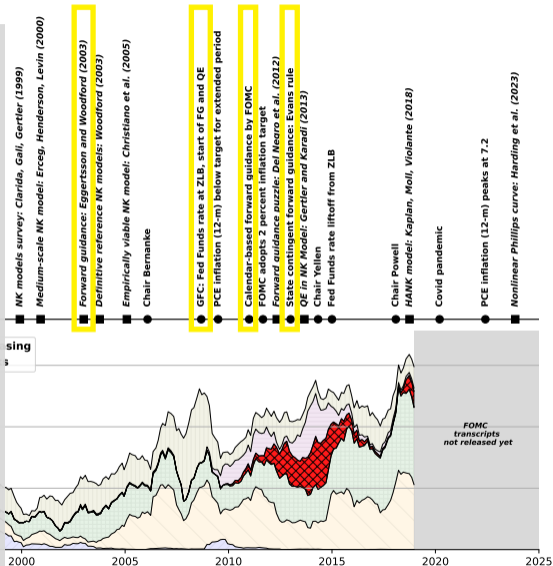 NK models survey: Clarida, Gali, Gertler (1999)
Medium-scale NK model: Erceg, Henderson, Levin (2000)
Forward guidance: Eggertsson and Woodford (2003)
Definitive reference NK models: Woodford (2003)
Empirically viable NK model: Christiano et al. (2005)
Chair Bernanke
GFC: Fed Funds rate at ZLB, start of FG and QE
PCE inflation (12-m) below target for extended period
Calendar-based forward guidance by FOMC
FOMC adopts 2 percent inflation target
Forward guidance puzzle: Del Negro et al. (2012)
State contingent forward guidance: Evans rule
QE in NK Model: Gertler and Karadi (2013)
Chair Yellen
Fed Funds rate liftoff from ZLB
Chair Powell
HANK model: Kaplan, Moll, Violante (2018)
Covid pandemic
PCE inflation (12-m) peaks at 7.2
Nonlinear Phillips curve: Harding et al. (2023)
sing
s
FOMC
transcripts
not released yet
2000 2005 2010 2015 2020 2025